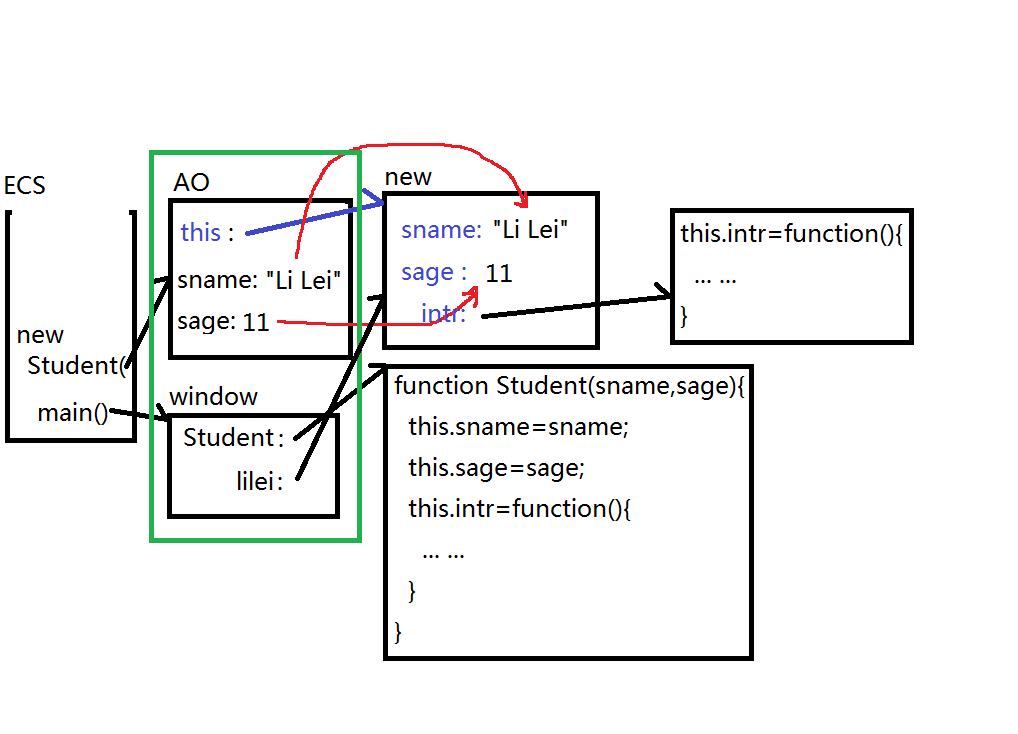 ECS
new
Student(
main()
AO
this :
sname: "Li Lei"
sage: 11
window
Student:
lilei:
new
sname: "Li Lei"
sage : 11
intr:
this.intr=function(){
... ...
}
function Student(sname,sage){
this.sname=sname;
this.sage=sage;
this.intr=function(){
... ...
}
}